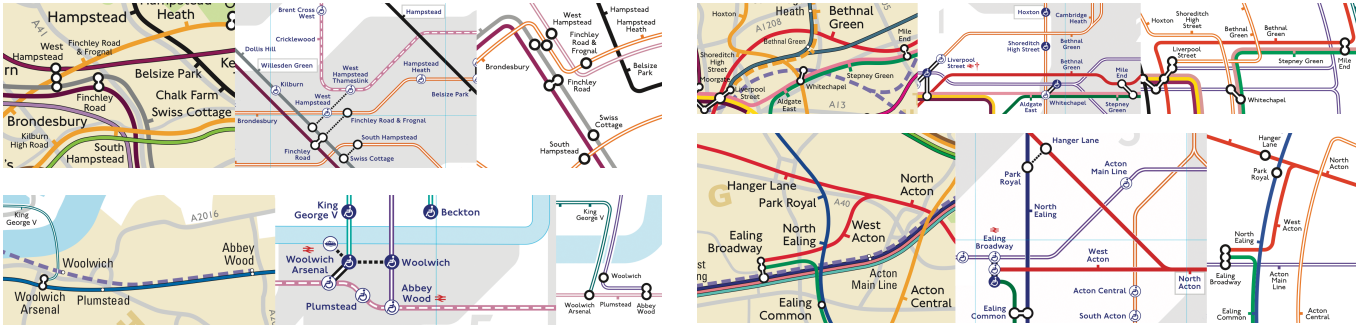 Hampstead
Hampstead
Heath
A41
West
Hampstead
Finchley Road
& Frognal
rn
Belsize Park
Finchley
Road
Chalk Farm
Swiss Cottage
Brondesbury
Kilburn
High Road
South
Hampstead
Brent Cross
West
Cricklewood
Dollis Hill
Willesden Green
Kilburn
West
Hampstead
Thameslink
Hampstead
Hampstead
Heath
Belsize Park
West
Hampstead
Brondesbury
Finchley Road & Frognal
South Hampstead
Finchley
Road
Swiss Cottage
West
Hampstead
Hampstead
Finchley
Road
& Frognal
Brondesbury
Belsize
Park
Finchley
Road
Swiss
Cottage
South
Hampstead
Hoxton
Heath
A1208
Bethnal
Green
Bethnal Green
Mile
End
Shoreditch
High
Street
Moorgate
Liverpool
Street
Stepney Green
Whitechapel
Aldgate
East
A13
Hoxton
Cambridge
Heath
Shoreditch
High Street
Bethnal
Green
Liverpool
Street
Bethnal
Green
Mile
End
Aldgate
East
Whitechapel
Stepney
Green
Hoxton
Shoreditch
High
Street
Bethnal
Green
Bethnal
Green
Liverpool
Street
Stepney Green
Mile
End
Whitechapel
King
George V
A2016
Woolwich
Abbey
Wood
Woolwich
Arsenal
Plumstead
King
George V
Beckton
Woolwich
Arsenal
Woolwich
Plumstead
Abbey
Wood
King
George V
Woolwich
Woolwich
Arsenal
Plumstead
Abbey
Wood
G
Hanger Lane
Park Royal
A40
North
Acton
North
Ealing
West
Acton
Ealing
Broadway
Acton
Main Line
Ealing
Common
Acton
Central
Hanger Lane
Park
Royal
Acton
Main Line
North
Ealing
Ealing
Broadway
West
Acton
North
Acton
Acton Central
Ealing
Common
South Acton
Hanger
Lane
Park
Royal
North
Acton
West
Acton
North
Ealing
Ealing
Broadway
Acton
Main
Line
Ealing
Common
Acton
Central